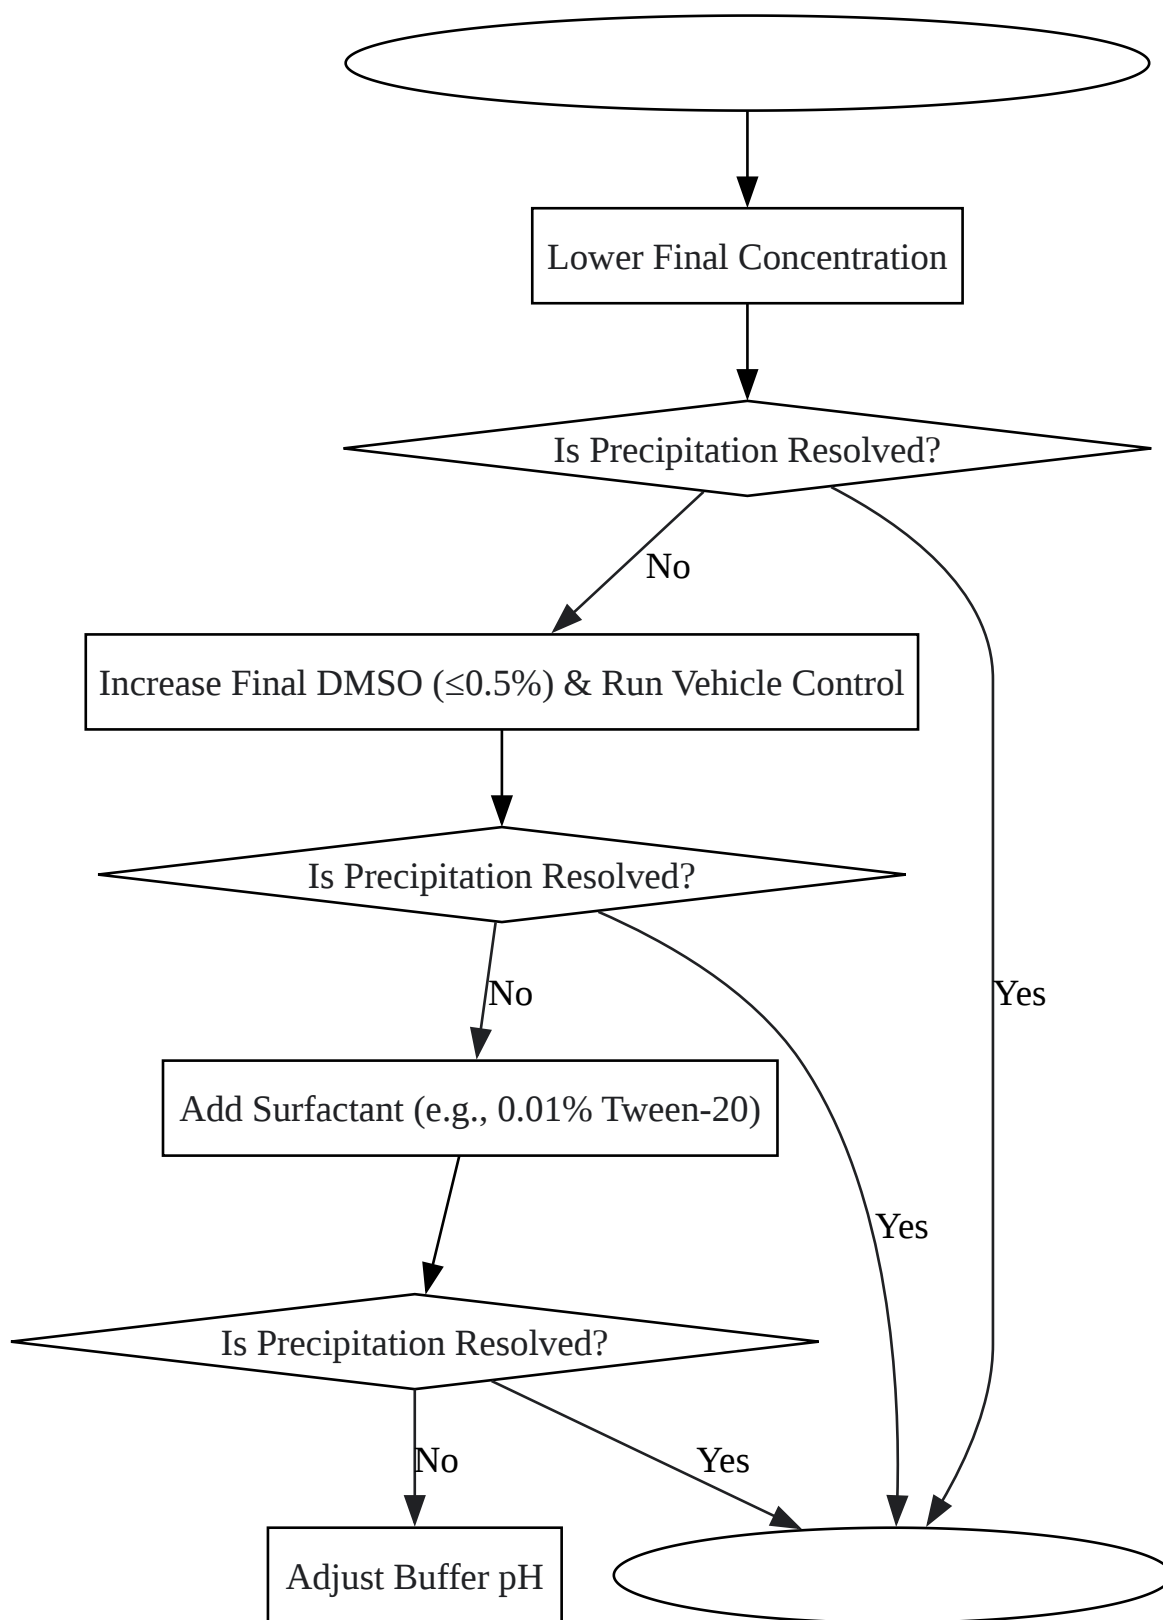 Lower Final Concentration
Is Precipitation Resolved?
No
Increase Final DMSO (≤0.5%) & Run Vehicle Control
Is Precipitation Resolved?
No
Yes
Add Surfactant (e.g., 0.01% Tween-20)
Yes
Is Precipitation Resolved?
No
Yes
Adjust Buffer pH